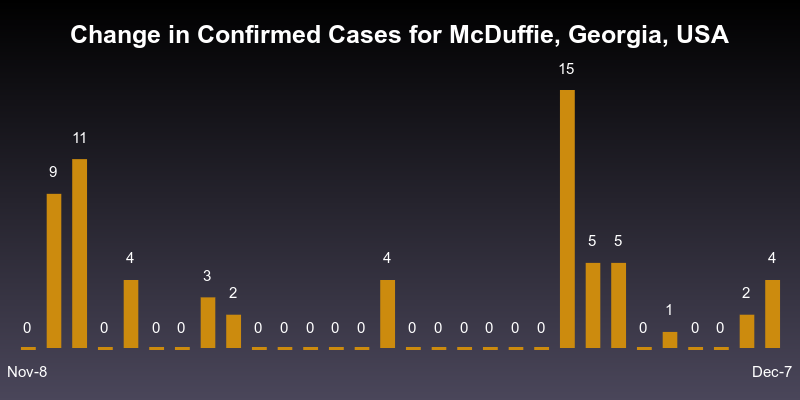 Change in Confirmed Cases for McDuffie, Georgia, USA
0 9 11 0 4 0 0 3 2 0 0 0 0 0 4 0 0 0 0 0 0 15 5 5 0 1 0 0 2 4
Nov-8 Dec-7